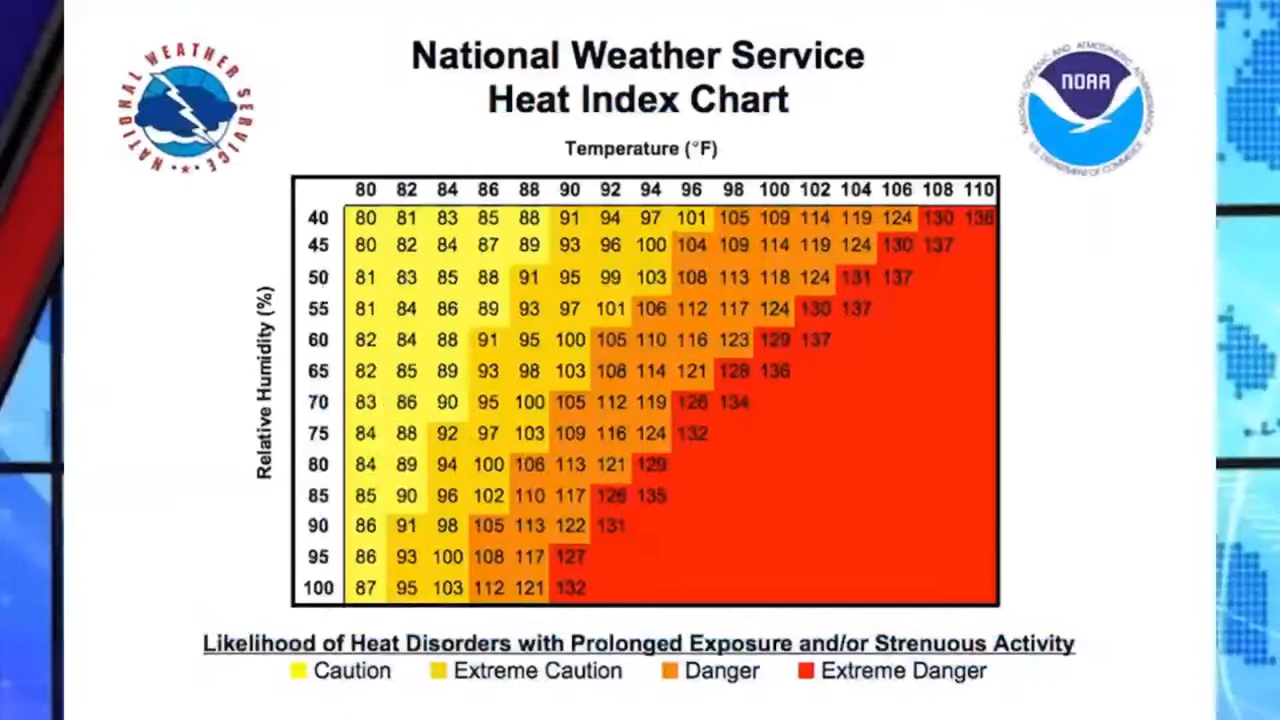 National Weather Service
Heat Index Chart
NATIONAL WEATHER SERVICE
NOAA
NATIONAL OCEANIC AND ATMOSPHERIC ADMINISTRATION
U.S. DEPARTMENT OF COMMERCE
Temperature (°F)
80 82 84 86 88 90 92 94 96 98 100 102 104 106 108 110
Relative Humidity (%)
40 80 81 83 85 88 91 94 97 101 105 109 114 119 124 130 136
45 80 82 84 87 89 93 96 100 104 109 114 119 124 130 137
50 81 83 85 88 91 95 99 103 108 113 118 124 131 137
55 81 84 86 89 93 97 101 106 112 117 124 130 137
60 82 84 88 91 95 100 105 110 116 123 129 137
65 82 85 89 93 98 103 108 114 121 128 136
70 83 86 90 95 100 105 112 119 126 134
75 84 88 92 97 103 109 116 124 132
80 84 89 94 100 106 113 121 129
85 85 90 96 102 110 117 126 135
90 86 91 98 105 113 122 131
95 86 93 100 108 117 127
100 87 95 103 112 121 132
Likelihood of Heat Disorders with Prolonged Exposure and/or Strenuous Activity
Caution Extreme Caution Danger Extreme Danger